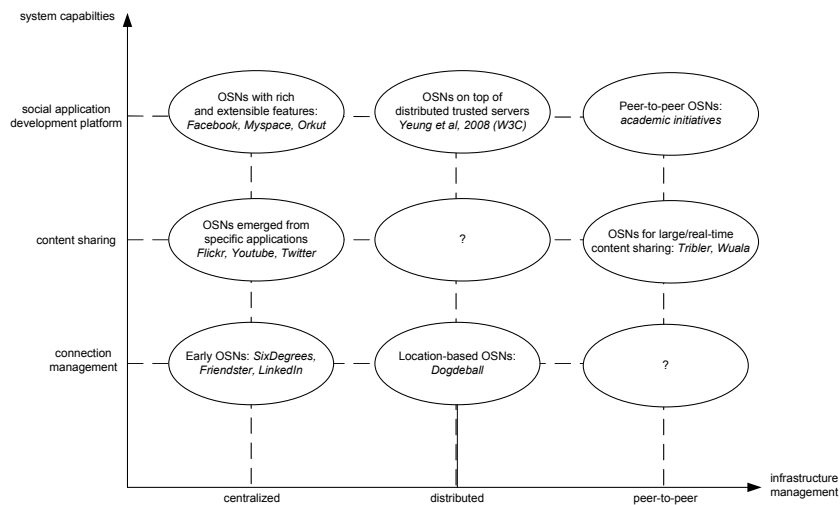 system capabilties
social application
development platform
OSNs with rich
and extensible features:
Facebook, Myspace, Orkut
OSNs on top of
distributed trusted servers
Yeung et al, 2008 (W3C)
Peer-to-peer OSNs:
academic initiatives
content sharing
OSNs emerged from
specific applications
Flickr, Youtube, Twitter
?
OSNs for large/real-time
content sharing: Tribler, Wuala
connection
management
Early OSNs: SixDegrees,
Friendster, LinkedIn
Location-based OSNs:
Dogdeball
?
centralized
distributed
peer-to-peer
infrastructure
management